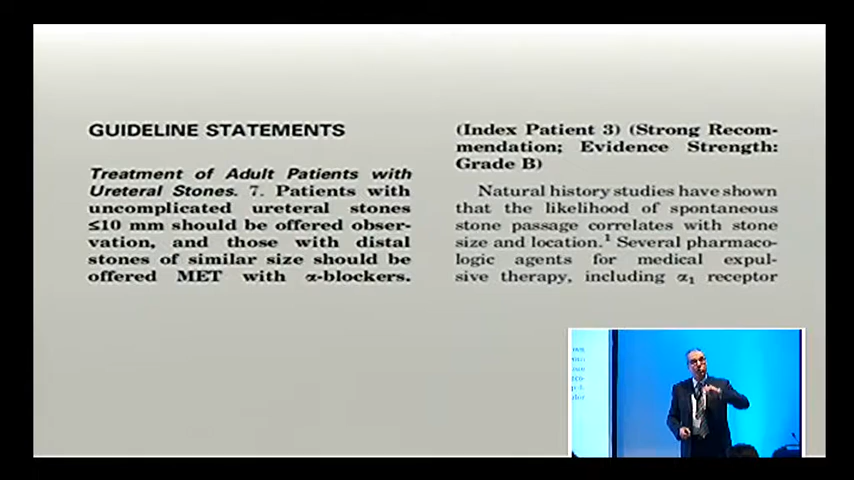 GUIDELINE STATEMENTS
Treatment of Adult Patients with
Ureteral Stones. 7. Patients with
uncomplicated ureteral stones
≤10 mm should be offered obser-
vation, and those with distal
stones of similar size should be
offered MET with α-blockers.
(Index Patient 3) (Strong Recom-
mendation; Evidence Strength:
Grade B)
Natural history studies have shown
that the likelihood of spontaneous
stone passage correlates with stone
size and location.¹ Several pharmaco-
logic agents for medical expul-
sive therapy, including α₁ receptor